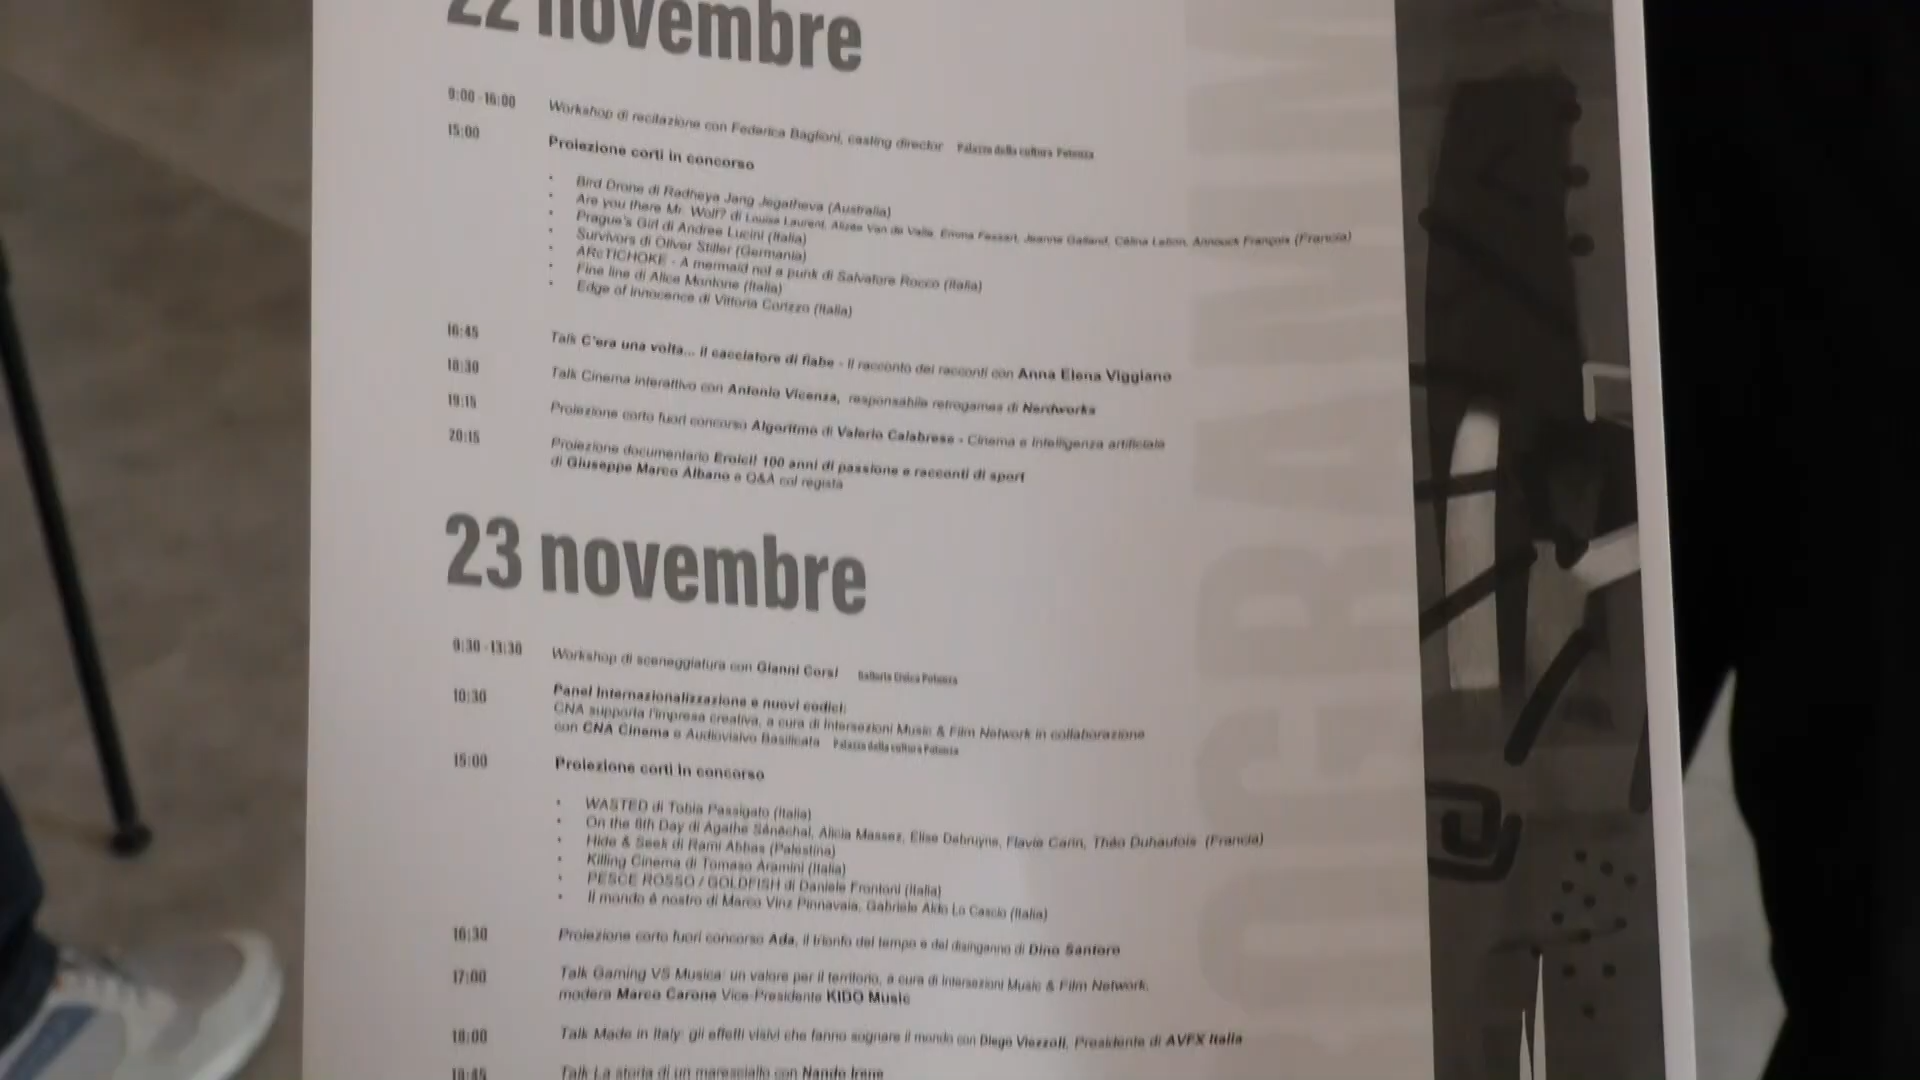 22 novembre
9:00 - 16:00 Workshop di recitazione con Federica Baglioni, casting director Palazzo della cultura Potenza
15:00 Proiezione corti in concorso
• Bird Drone di Radheya Jang Jegatheva (Australia)
• Are you there Mr. Wolf? di Louise Laurent, Alizée Van de Valle, Emma Fessart, Jeanne Galland, Célina Lebon, Annouck François (Francia)
• Prague's Girl di Andrea Lucini (Italia)
• Survivors di Oliver Stiller (Germania)
• ARcTICHOKE - A mermaid not a punk di Salvatore Rocco (Italia)
• Fine line di Alice Montone (Italia)
• Edge of innocence di Vittoria Corizzo (Italia)
16:45 Talk C'era una volta... il cacciatore di fiabe - Il racconto dei racconti con Anna Elena Viggiano
18:30 Talk Cinema interattivo con Antonio Vicenza, responsabile retrogames di Nerdworks
19:15 Proiezione corto fuori concorso Algoritmo di Valerio Calabrese - Cinema e Intelligenza artificiale
20:15 Proiezione documentario Eroici! 100 anni di passione e racconti di sport
di Giuseppe Marco Albano e Q&A col regista
23 novembre
9:30 - 13:30 Workshop di sceneggiatura con Gianni Corsi Galleria Civica Potenza
10:30 Panel Internazionalizzazione e nuovi codici:
CNA supporta l'impresa creativa, a cura di Intersezioni Music & Film Network in collaborazione
con CNA Cinema e Audiovisivo Basilicata Palazzo della cultura Potenza
15:00 Proiezione corti in concorso
• WASTED di Tobia Passigato (Italia)
• On the 8th Day di Agathe Sénéchal, Alicia Massez, Elise Debruyne, Flavie Carin, Théo Duhautois (Francia)
• Hide & Seek di Rami Abbas (Palestina)
• Killing Cinema di Tomaso Aramini (Italia)
• PESCE ROSSO / GOLDFISH di Daniele Frontoni (Italia)
• Il mondo è nostro di Marco Vinz Pinnavaia, Gabriele Aldo Lo Cascio (Italia)
16:30 Proiezione corto fuori concorso Ada, il trionfo del tempo e del disinganno di Dino Santoro
17:00 Talk Gaming VS Musica: un valore per il territorio, a cura di Intersezioni Music & Film Network,
modera Marco Carone Vice Presidente KIDO Music
18:00 Talk Made in Italy: gli effetti visivi che fanno sognare il mondo con Diego Viezzoli, Presidente di AVFX Italia
18:45 Talk La storia di un maresciallo con Nando Irene